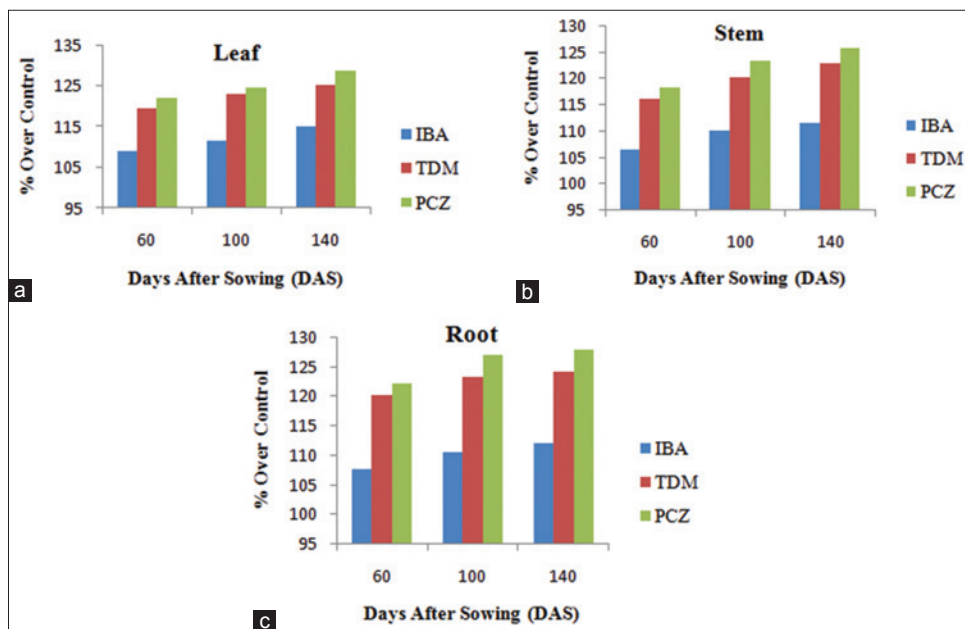 Leaf
% Over Control
135
125
115
105
95
60 100 140
Days After Sowing (DAS)
IBA
TDM
PCZ
a
Stem
% Over Control
130
125
120
115
110
105
100
95
60 100 140
Days After Sowing (DAS)
IBA
TDM
PCZ
b
Root
% Over Control
130
125
120
115
110
105
100
95
60 100 140
Days After Sowing (DAS)
IBA
TDM
PCZ
c